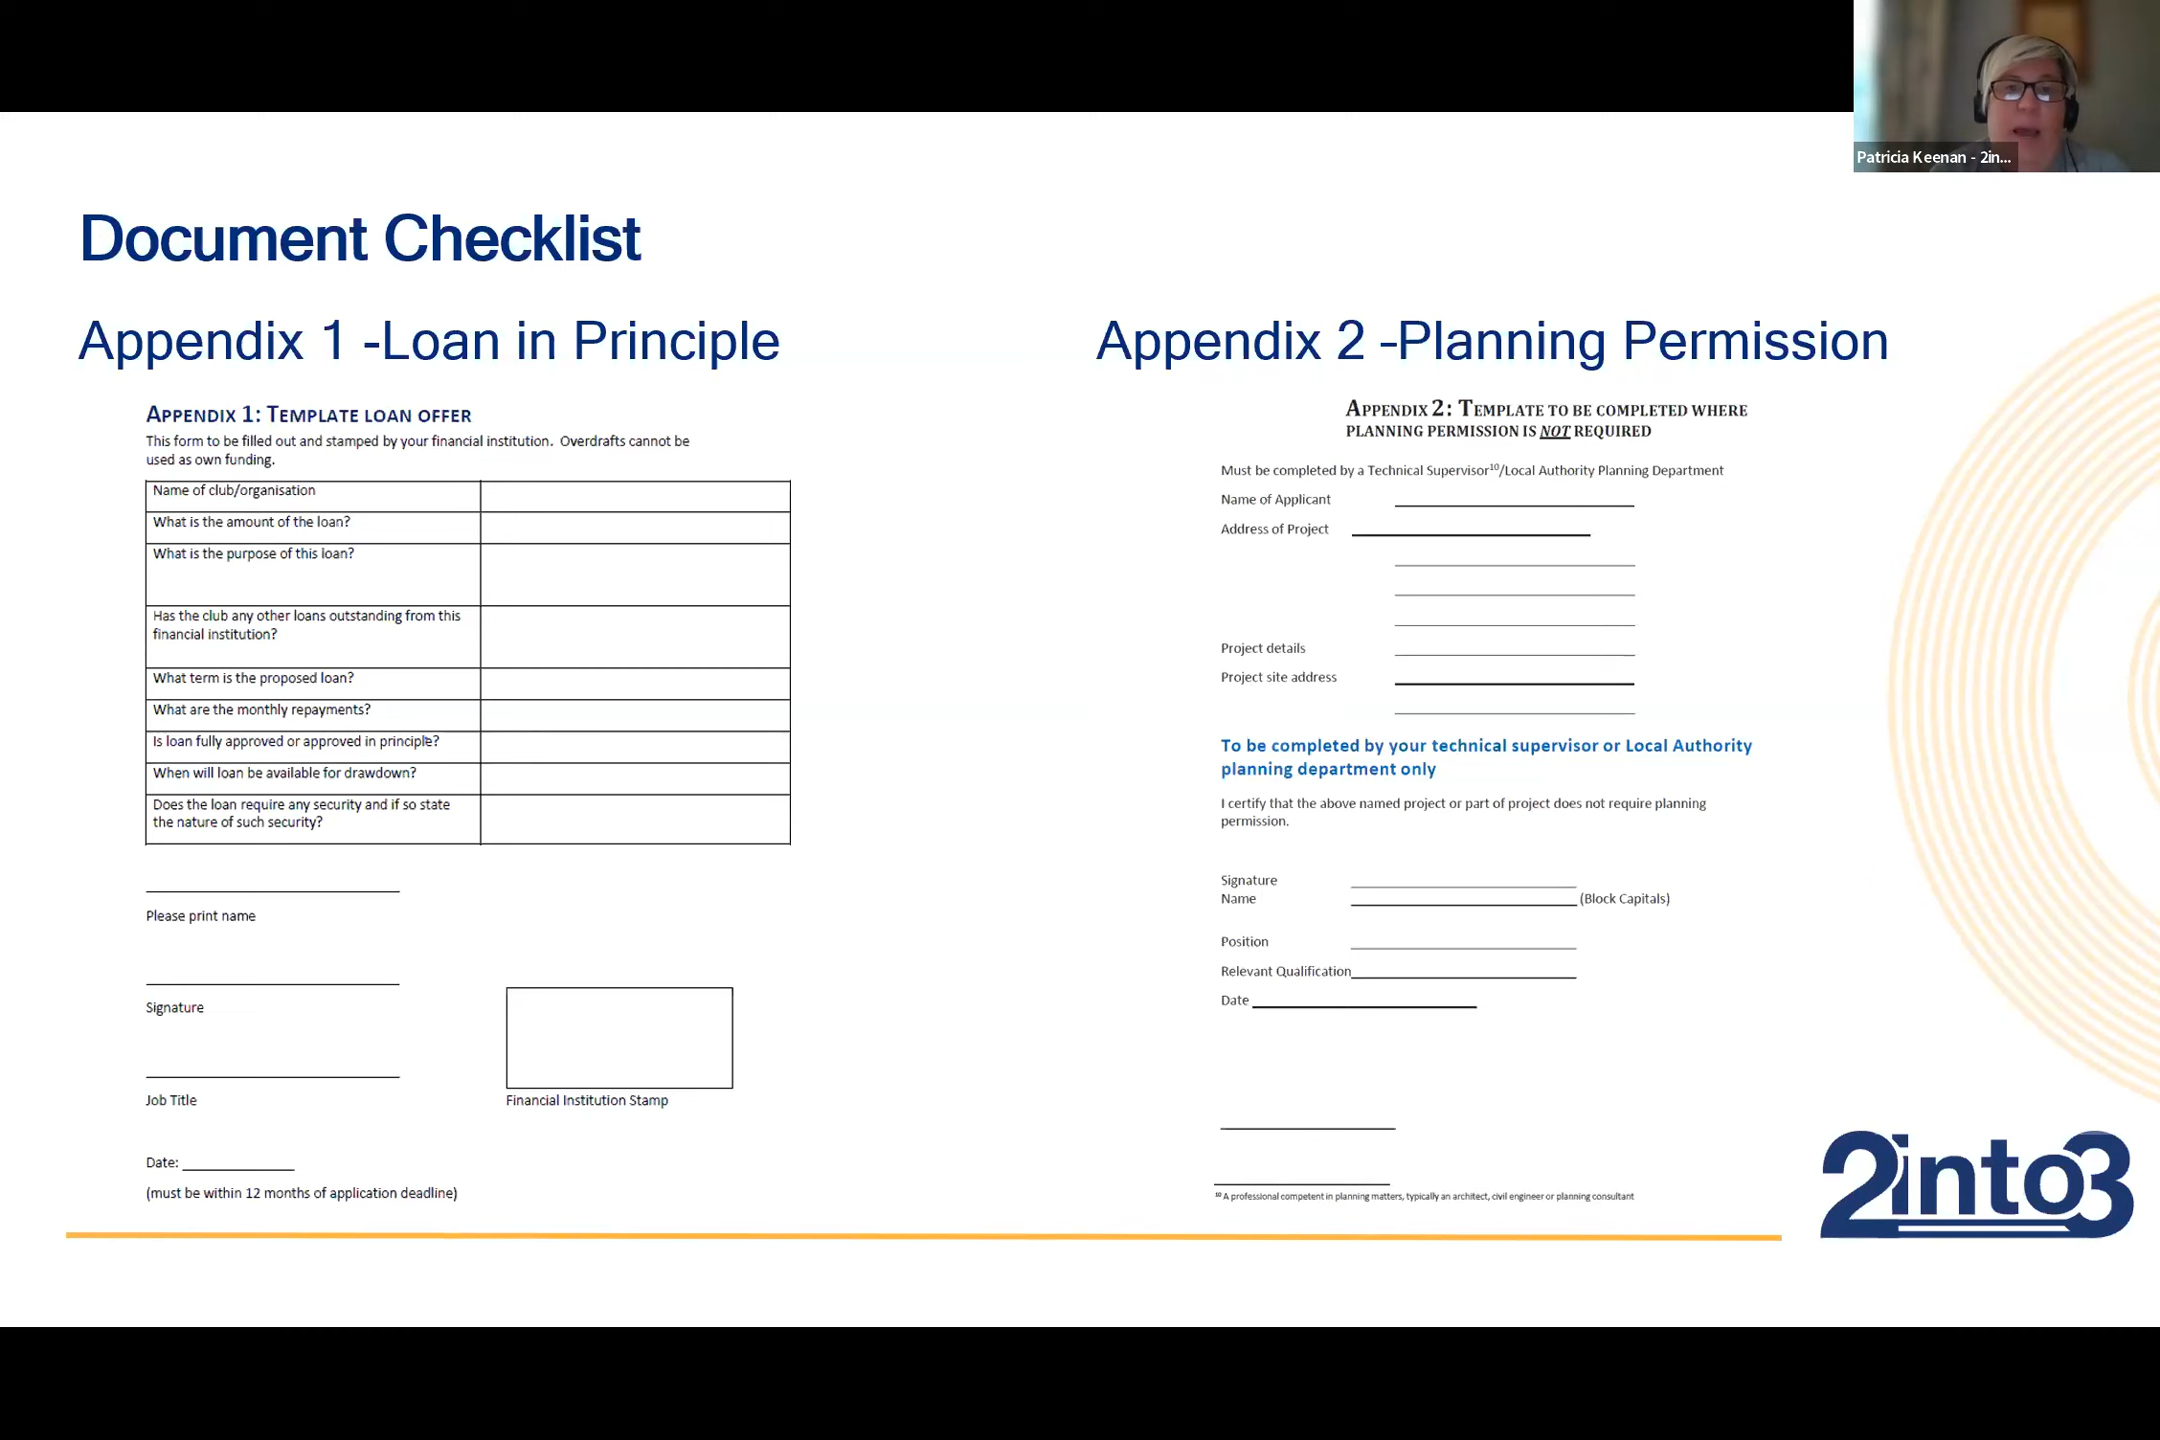 Patricia Keenan - 2in...
Document Checklist
Appendix 1 -Loan in Principle
APPENDIX 1: TEMPLATE LOAN OFFER
This form to be filled out and stamped by your financial institution. Overdrafts cannot be
used as own funding.
Name of club/organisation
What is the amount of the loan?
What is the purpose of this loan?
Has the club any other loans outstanding from this
financial institution?
What term is the proposed loan?
What are the monthly repayments?
Is loan fully approved or approved in principle?
When will loan be available for drawdown?
Does the loan require any security and if so state
the nature of such security?
Please print name
Signature
Job Title
Financial Institution Stamp
Date: ____________
(must be within 12 months of application deadline)
Appendix 2 -Planning Permission
APPENDIX 2: TEMPLATE TO BE COMPLETED WHERE
PLANNING PERMISSION IS NOT REQUIRED
Must be completed by a Technical Supervisor10/Local Authority Planning Department
Name of Applicant
Address of Project
Project details
Project site address
To be completed by your technical supervisor or Local Authority
planning department only
I certify that the above named project or part of project does not require planning
permission.
Signature
Name (Block Capitals)
Position
Relevant Qualification
Date
10 A professional competent in planning matters, typically an architect, civil engineer or planning consultant
2into3